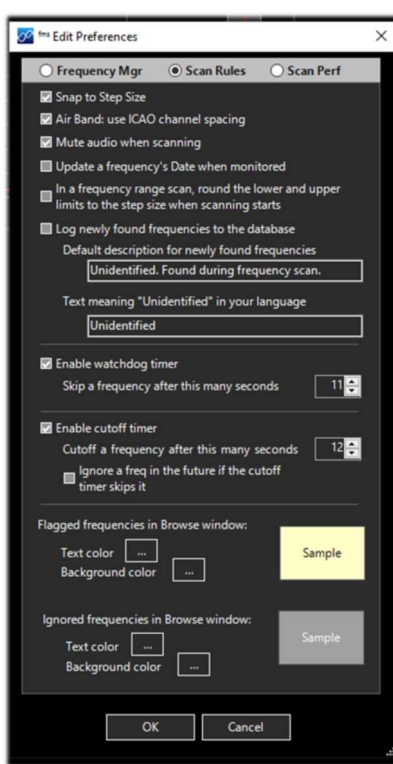 fms Edit Preferences
Frequency Mgr Scan Rules Scan Perf
Snap to Step Size
Air Band: use ICAO channel spacing
Mute audio when scanning
Update a frequency's Date when monitored
In a frequency range scan, round the lower and upper
limits to the step size when scanning starts
Log newly found frequencies to the database
Default description for newly found frequencies
Unidentified. Found during frequency scan.
Text meaning "Unidentified" in your language
Unidentified
Enable watchdog timer
Skip a frequency after this many seconds 11
Enable cutoff timer
Cutoff a frequency after this many seconds 12
Ignore a freq in the future if the cutoff
timer skips it
Flagged frequencies in Browse window:
Text color ...
Background color ...
Sample
Ignored frequencies in Browse window:
Text color ...
Background color ...
Sample
OK Cancel